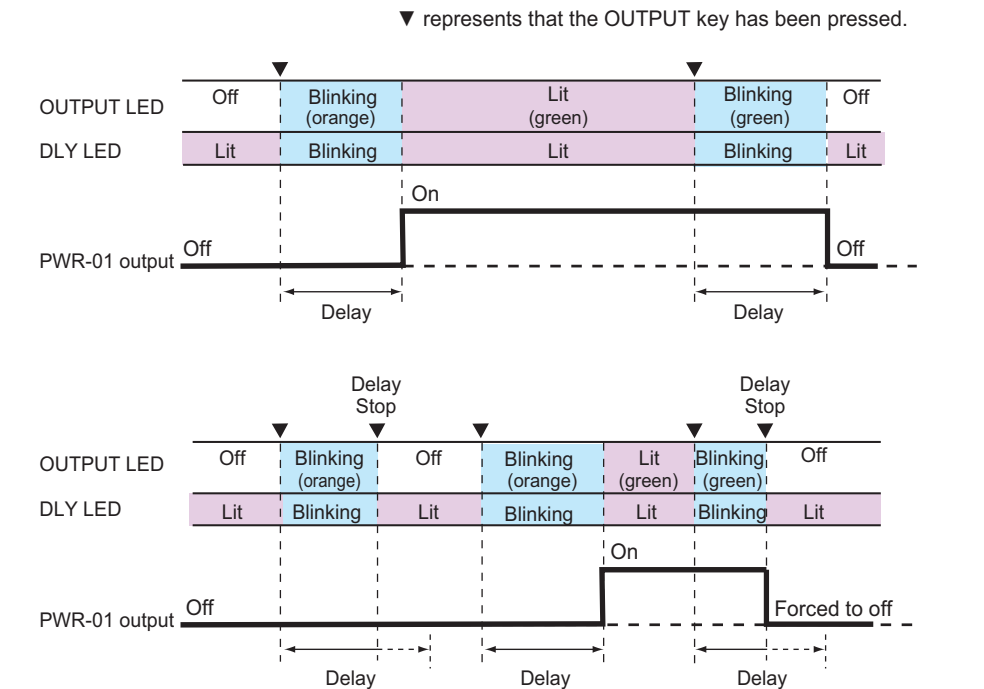 ▼ represents that the OUTPUT key has been pressed.
OUTPUT LED Off Blinking (orange) Lit (green) Blinking (green) Off
DLY LED Lit Blinking Lit Blinking Lit
On
PWR-01 output Off Off
Delay Delay
Delay Stop Delay Stop
OUTPUT LED Off Blinking (orange) Off Blinking (orange) Lit (green) Blinking (green) Off
DLY LED Lit Blinking Lit Blinking Lit Blinking Lit
On
PWR-01 output Off Forced to off
Delay Delay Delay